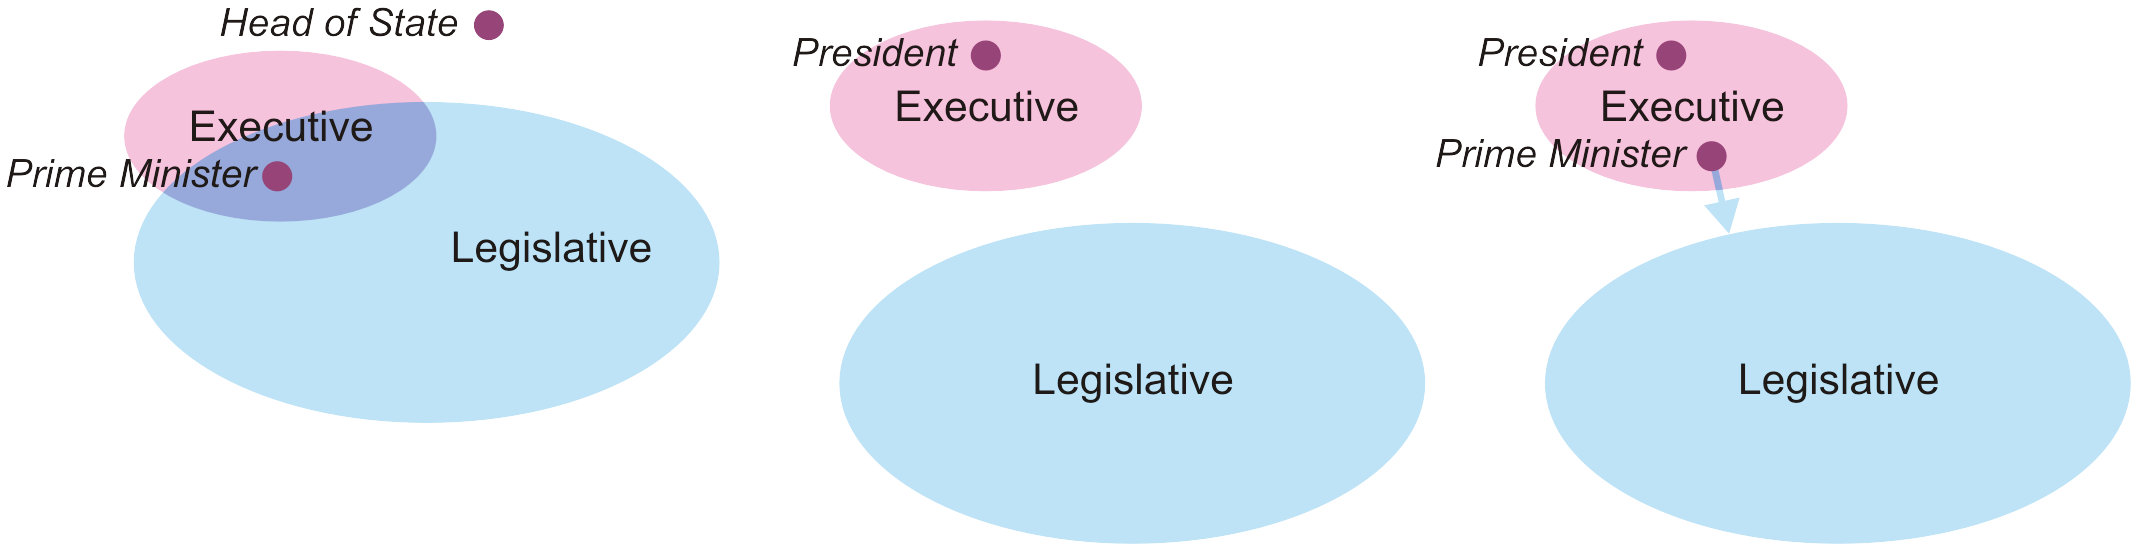 Head of State
Executive
Prime Minister
Legislative
President
Executive
Legislative
President
Executive
Prime Minister
Legislative